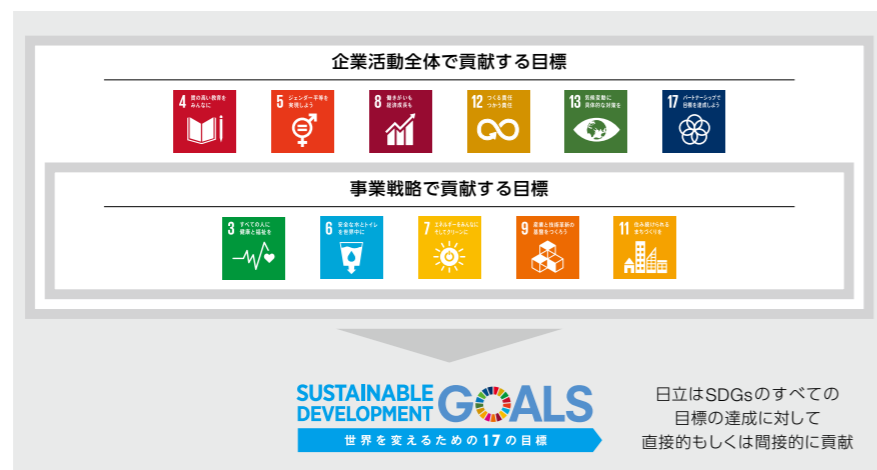 企業活動全体で貢献する目標
4 質の高い教育を
みんなに
5 ジェンダー平等を
実現しよう
8 働きがいも
経済成長も
12 つくる責任
つかう責任
13 気候変動に
具体的な対策を
17 パートナーシップで
目標を達成しよう
事業戦略で貢献する目標
3 すべての人に
健康と福祉を
6 安全な水とトイレ
を世界中に
7 エネルギーをみんなに
そしてクリーンに
9 産業と技術革新の
基盤をつくろう
11 住み続けられる
まちづくりを
SUSTAINABLE
DEVELOPMENT
GOALS
世界を変えるための17の目標
日立はSDGsのすべての
目標の達成に対して
直接的もしくは間接的に貢献